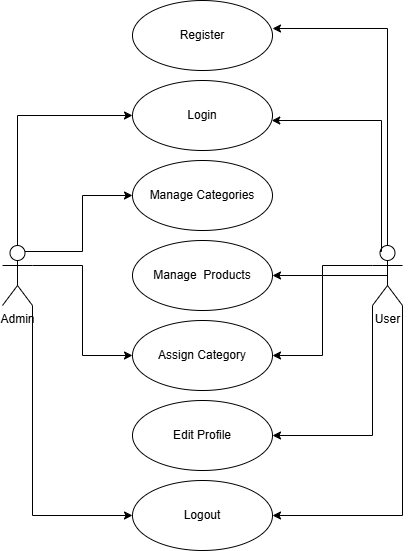 Register
Login
Manage Categories
Manage Products
Admin
User
Assign Category
Edit Profile
Logout